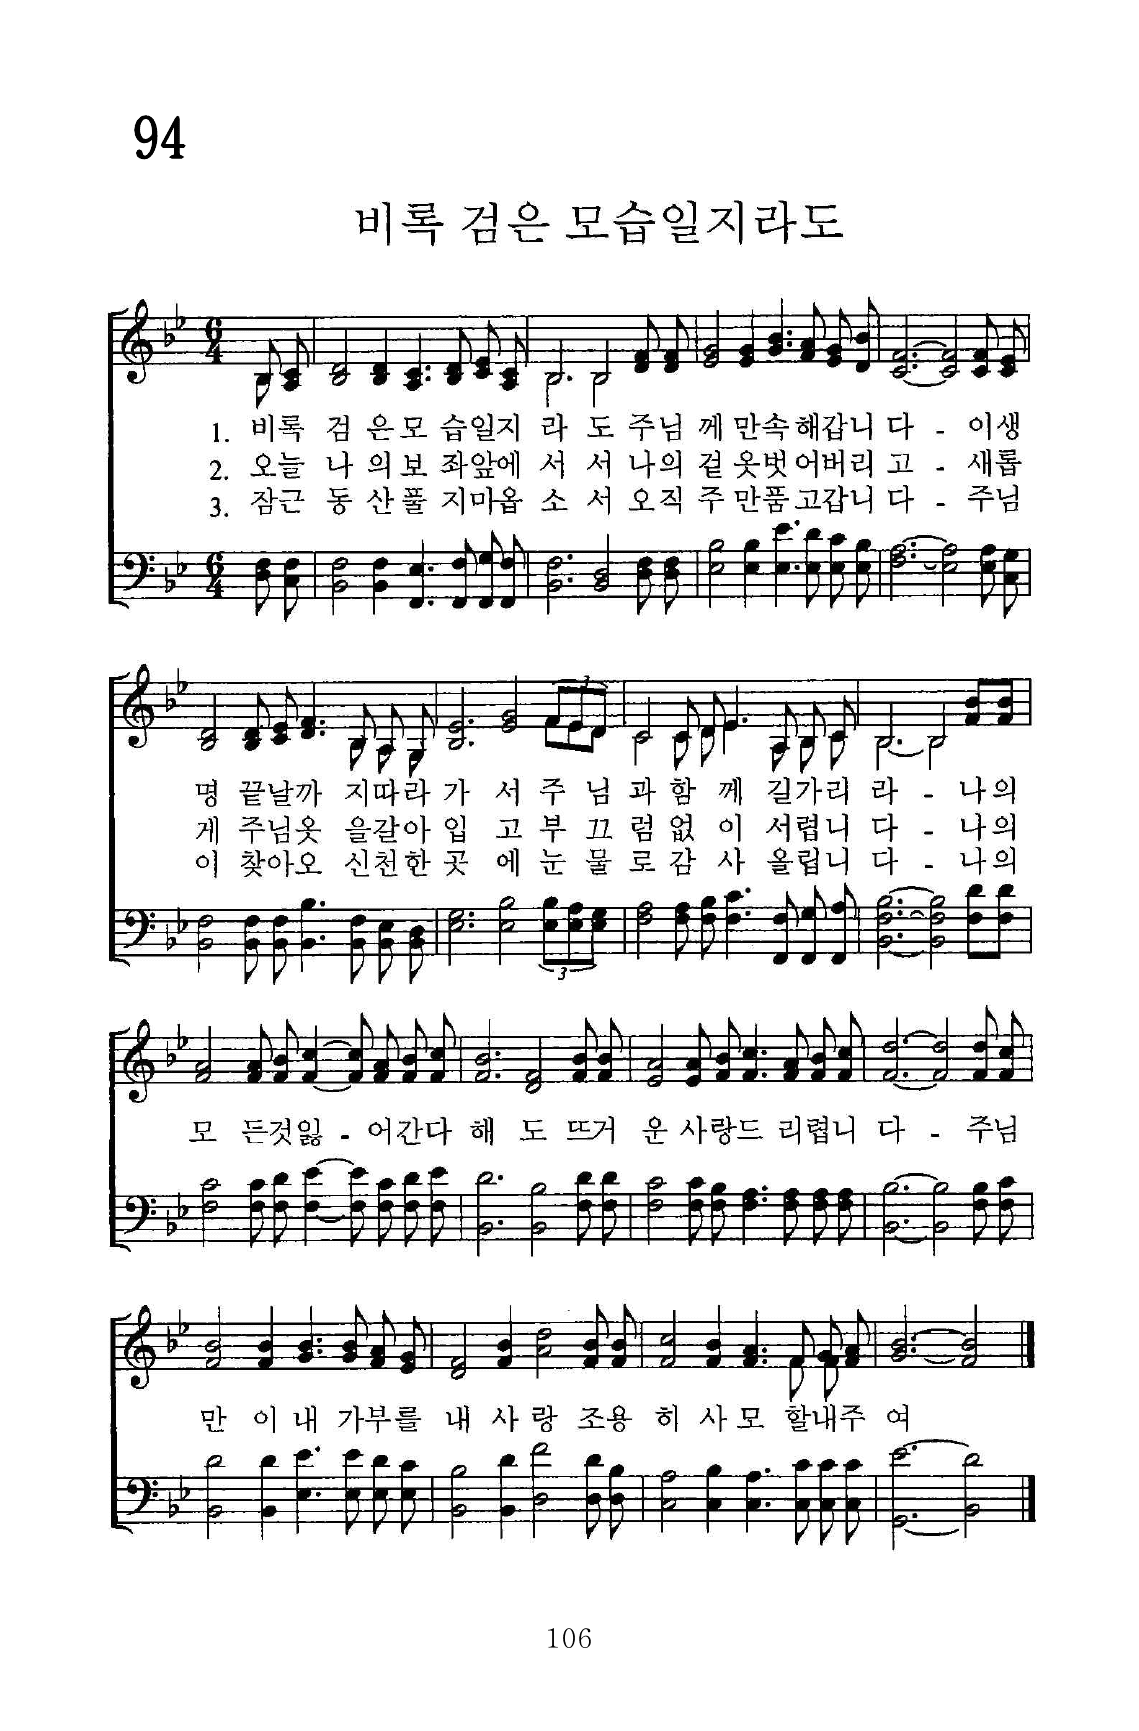 94
비록 검은 모습일지라도
6 4
1. 비록 검 은모 습일지 라 도 주님 께 만속해갑니 다 - 이생
2. 오늘 나 의보 좌앞에 서 서 나의 겉 옷벗어버리 고 - 새롭
3. 잠근 동 산풀 지마옵 소 서 오직 주 만품고갑니 다 - 주님
6 4
3
명 끝날까 지따라 가 서 주 님 과함 께 길가리 라 - 나의
게 주님옷 을갈아 입 고 부 끄 럼없 이 서렵니 다 - 나의
이 찾아오 신천한 곳 에 눈 물 로감 사 올립니 다 - 나의
3
모 든것잃 - 어간다 해 도 뜨거 운 사랑드 리렵니 다 - 주님
만 이 내 가부를 내 사 랑 조용 히 사 모 할내주 여
106